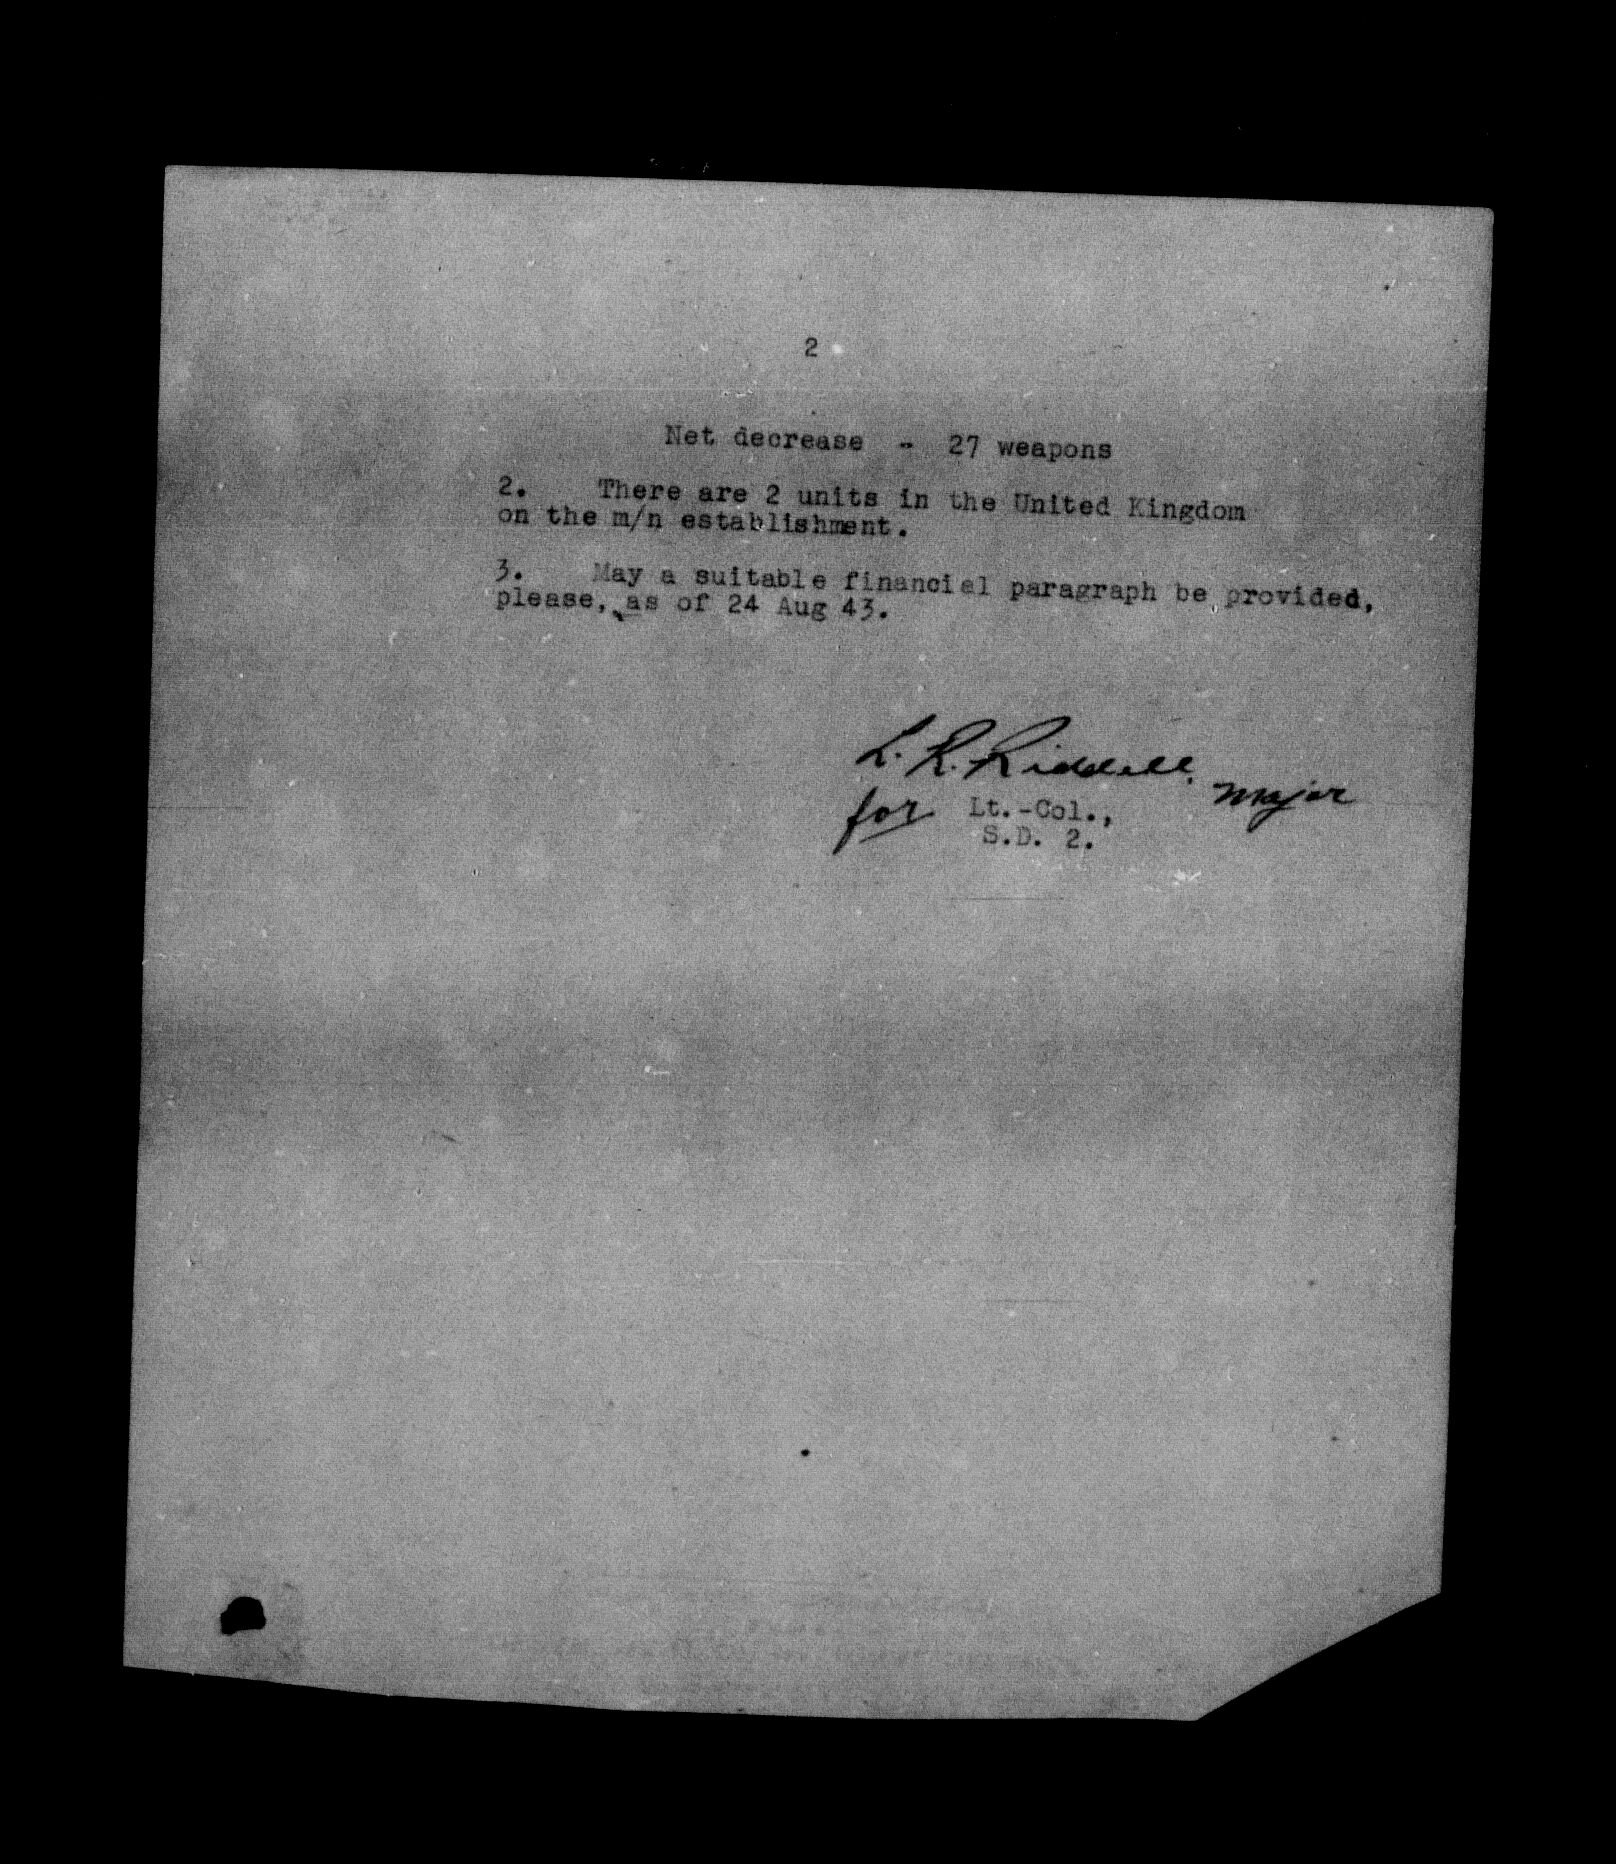 2
Net decrease - 27 weapons
2. There are 2 units in the United Kingdom
on the m/n establishment.
3. May a suitable financial paragraph be provided,
please, as of 24 Aug 43.
L. R. Riddell. Major
for Lt.-Col.,
S.D. 2.